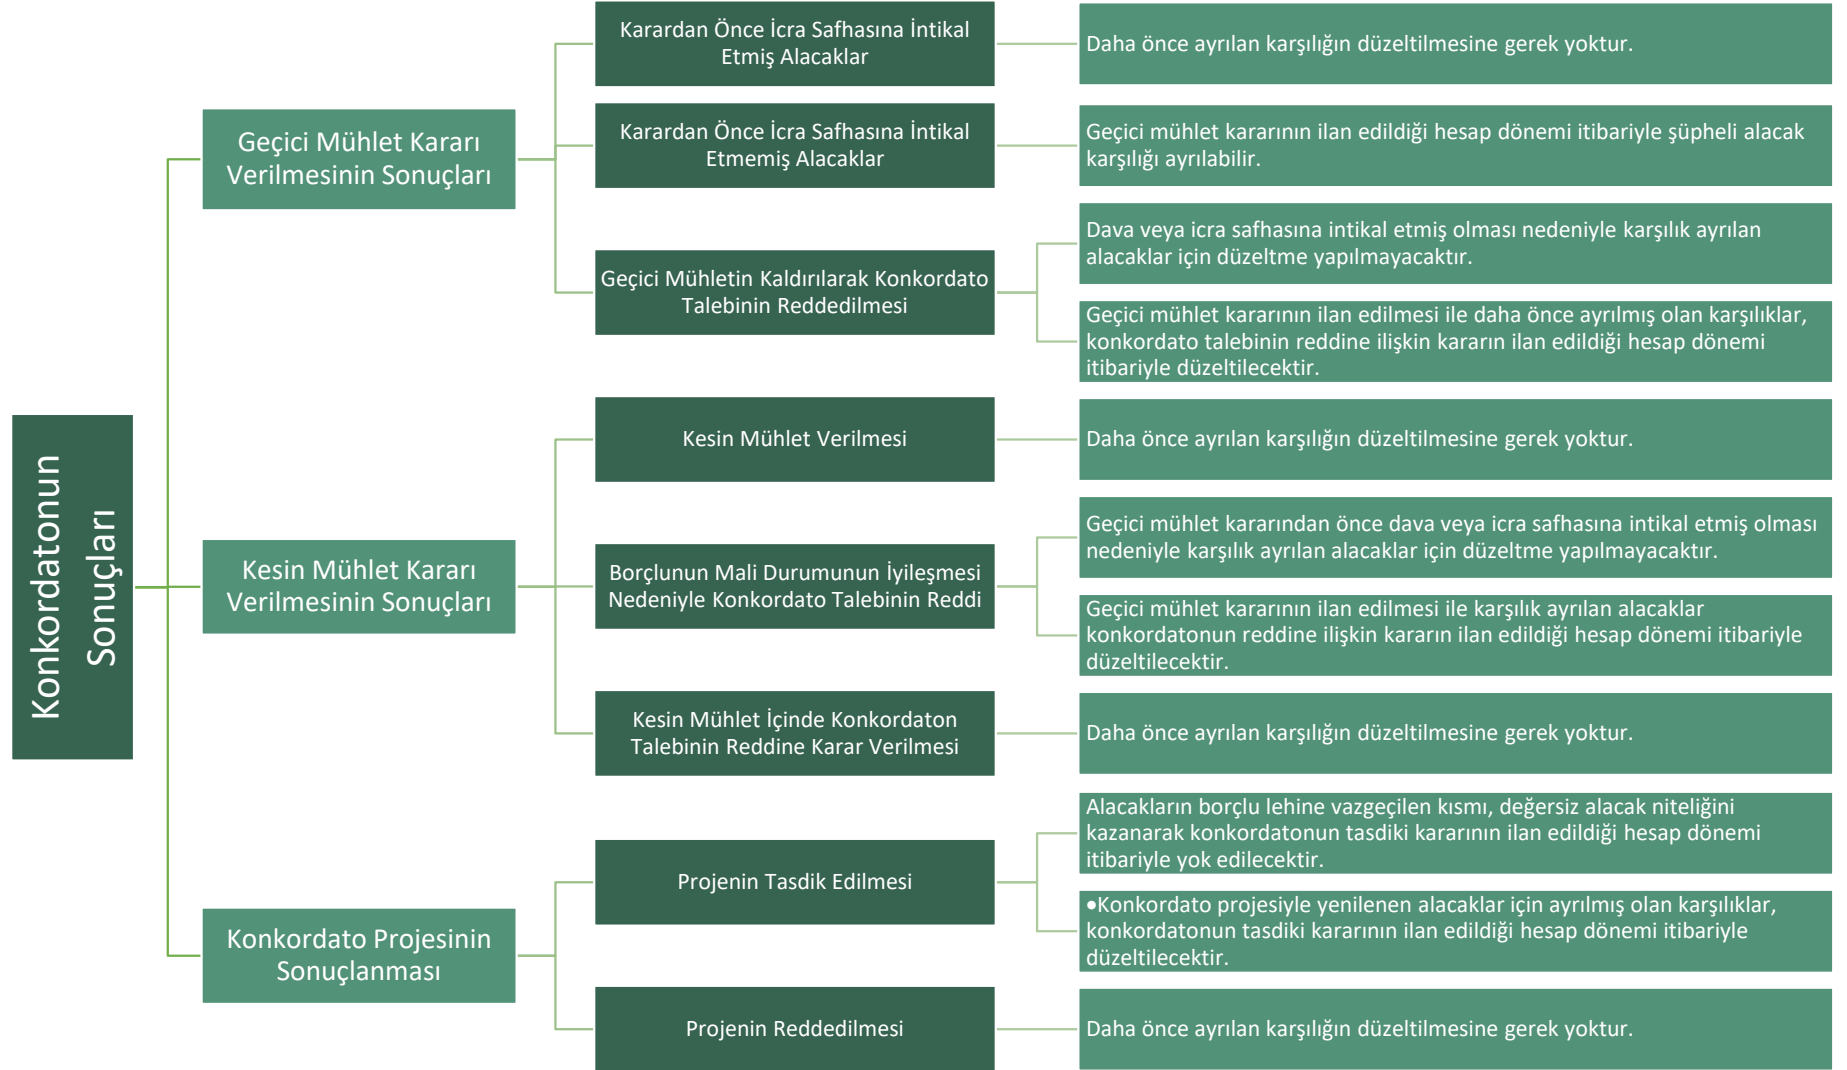 Konkordatonun
Sonuçları
Geçici Mühlet Kararı
Verilmesinin Sonuçları
Karardan Önce İcra Safhasına İntikal
Etmiş Alacaklar
Daha önce ayrılan karşılığın düzeltilmesine gerek yoktur.
Karardan Önce İcra Safhasına İntikal
Etmemiş Alacaklar
Geçici mühlet kararının ilan edildiği hesap dönemi itibariyle şüpheli alacak
karşılığı ayrılabilir.
Geçici Mühletin Kaldırılarak Konkordato
Talebinin Reddedilmesi
Dava veya icra safhasına intikal etmiş olması nedeniyle karşılık ayrılan
alacaklar için düzeltme yapılmayacaktır.
Geçici mühlet kararının ilan edilmesi ile daha önce ayrılmış olan karşılıklar,
konkordato talebinin reddine ilişkin kararın ilan edildiği hesap dönemi
itibariyle düzeltilecektir.
Kesin Mühlet Kararı
Verilmesinin Sonuçları
Kesin Mühlet Verilmesi
Daha önce ayrılan karşılığın düzeltilmesine gerek yoktur.
Borçlunun Mali Durumunun İyileşmesi
Nedeniyle Konkordato Talebinin Reddi
Geçici mühlet kararından önce dava veya icra safhasına intikal etmiş olması
nedeniyle karşılık ayrılan alacaklar için düzeltme yapılmayacaktır.
Geçici mühlet kararının ilan edilmesi ile karşılık ayrılan alacaklar
konkordatonun reddine ilişkin kararın ilan edildiği hesap dönemi itibariyle
düzeltilecektir.
Kesin Mühlet İçinde Konkordaton
Talebinin Reddine Karar Verilmesi
Daha önce ayrılan karşılığın düzeltilmesine gerek yoktur.
Konkordato Projesinin
Sonuçlanması
Projenin Tasdik Edilmesi
Alacakların borçlu lehine vazgeçilen kısmı, değersiz alacak niteliğini
kazanarak konkordatonun tasdiki kararının ilan edildiği hesap dönemi
itibariyle yok edilecektir.
•Konkordato projesiyle yenilenen alacaklar için ayrılmış olan karşılıklar,
konkordatonun tasdiki kararının ilan edildiği hesap dönemi itibariyle
düzeltilecektir.
Projenin Reddedilmesi
Daha önce ayrılan karşılığın düzeltilmesine gerek yoktur.